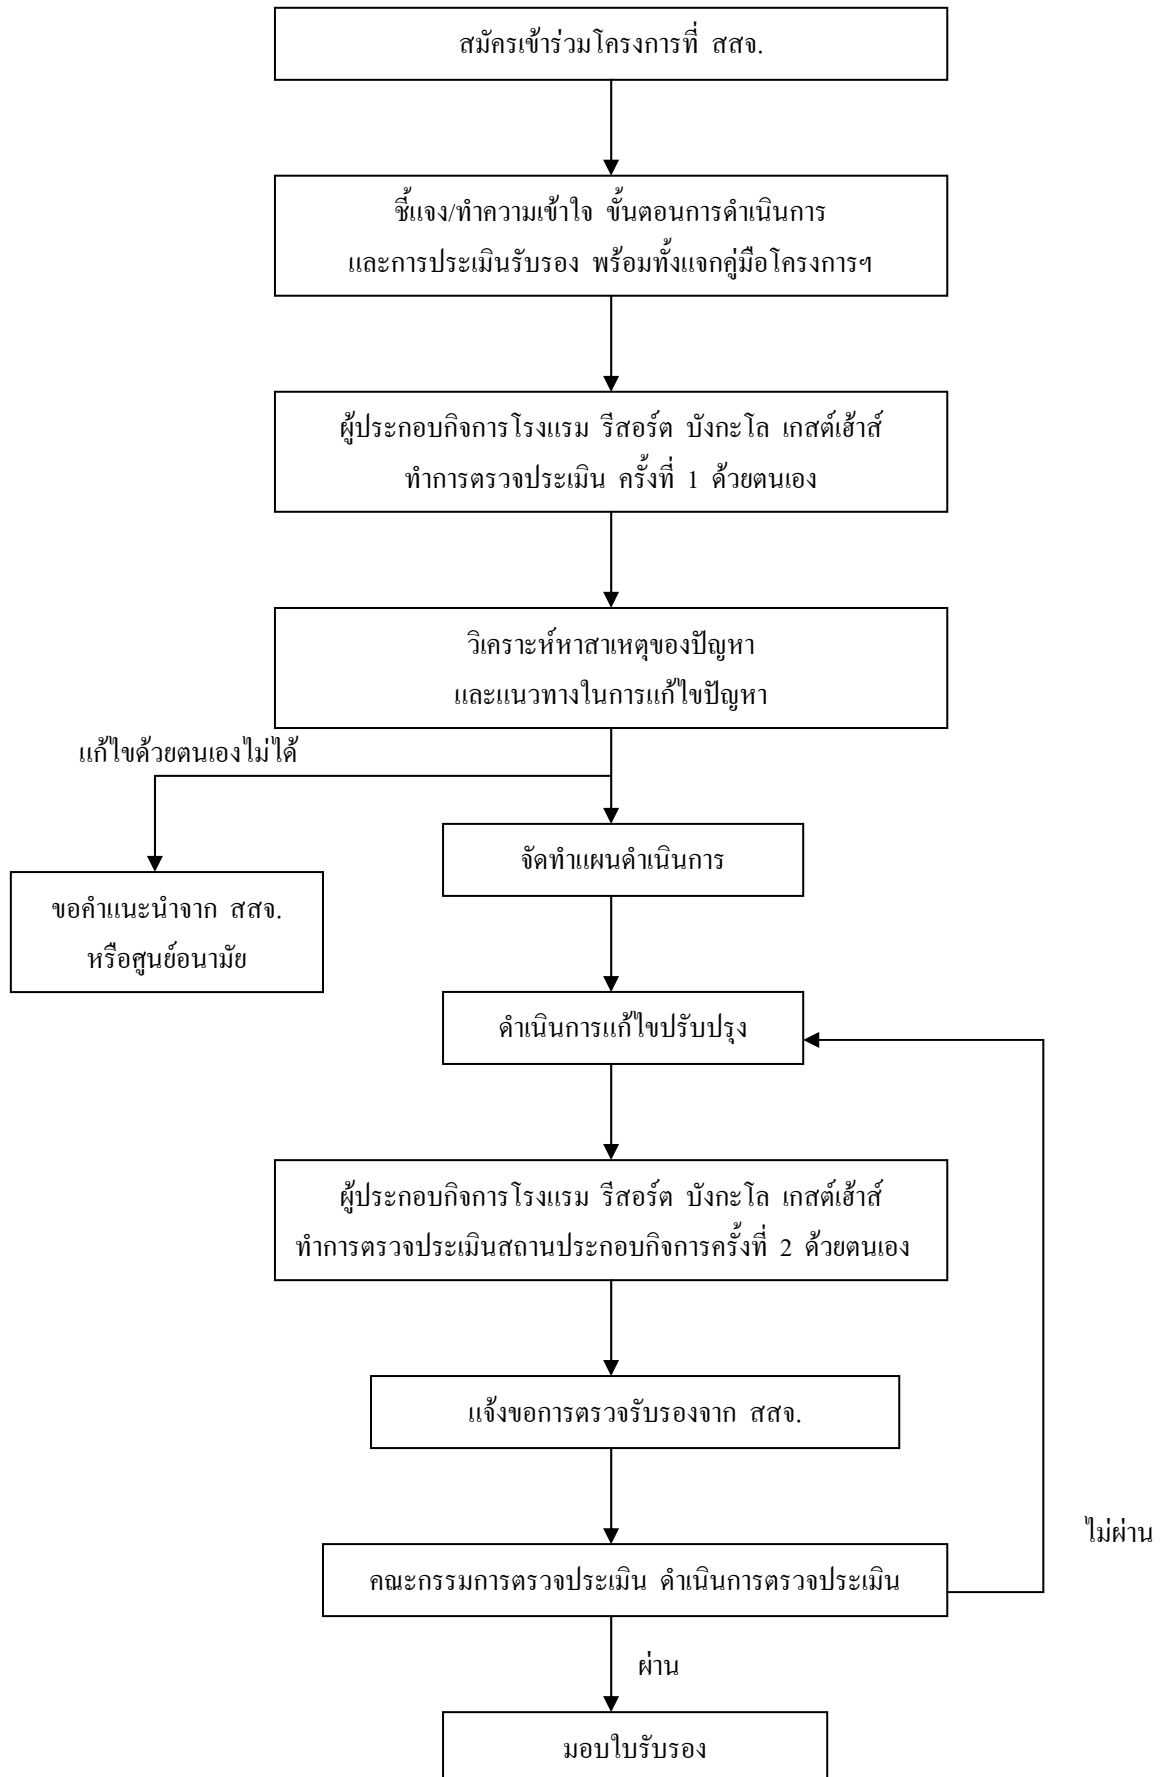 สมัครเข้าร่วมโครงการที่ สสจ.
ชี้แจง/ทำความเข้าใจ ขั้นตอนการดำเนินการ
และการประเมินรับรอง พร้อมทั้งแจกคู่มือโครงการฯ
ผู้ประกอบกิจการโรงแรม รีสอร์ต บังกะโล เกสต์เฮ้าส์
ทำการตรวจประเมิน ครั้งที่ 1 ด้วยตนเอง
วิเคราะห์หาสาเหตุของปัญหา
และแนวทางในการแก้ไขปัญหา
แก้ไขด้วยตนเองไม่ได้
จัดทำแผนดำเนินการ
ขอคำแนะนำจาก สสจ.
หรือศูนย์อนามัย
ดำเนินการแก้ไขปรับปรุง
ผู้ประกอบกิจการโรงแรม รีสอร์ต บังกะโล เกสต์เฮ้าส์
ทำการตรวจประเมินสถานประกอบกิจการครั้งที่ 2 ด้วยตนเอง
แจ้งขอการตรวจรับรองจาก สสจ.
ไม่ผ่าน
คณะกรรมการตรวจประเมิน ดำเนินการตรวจประเมิน
ผ่าน
มอบใบรับรอง